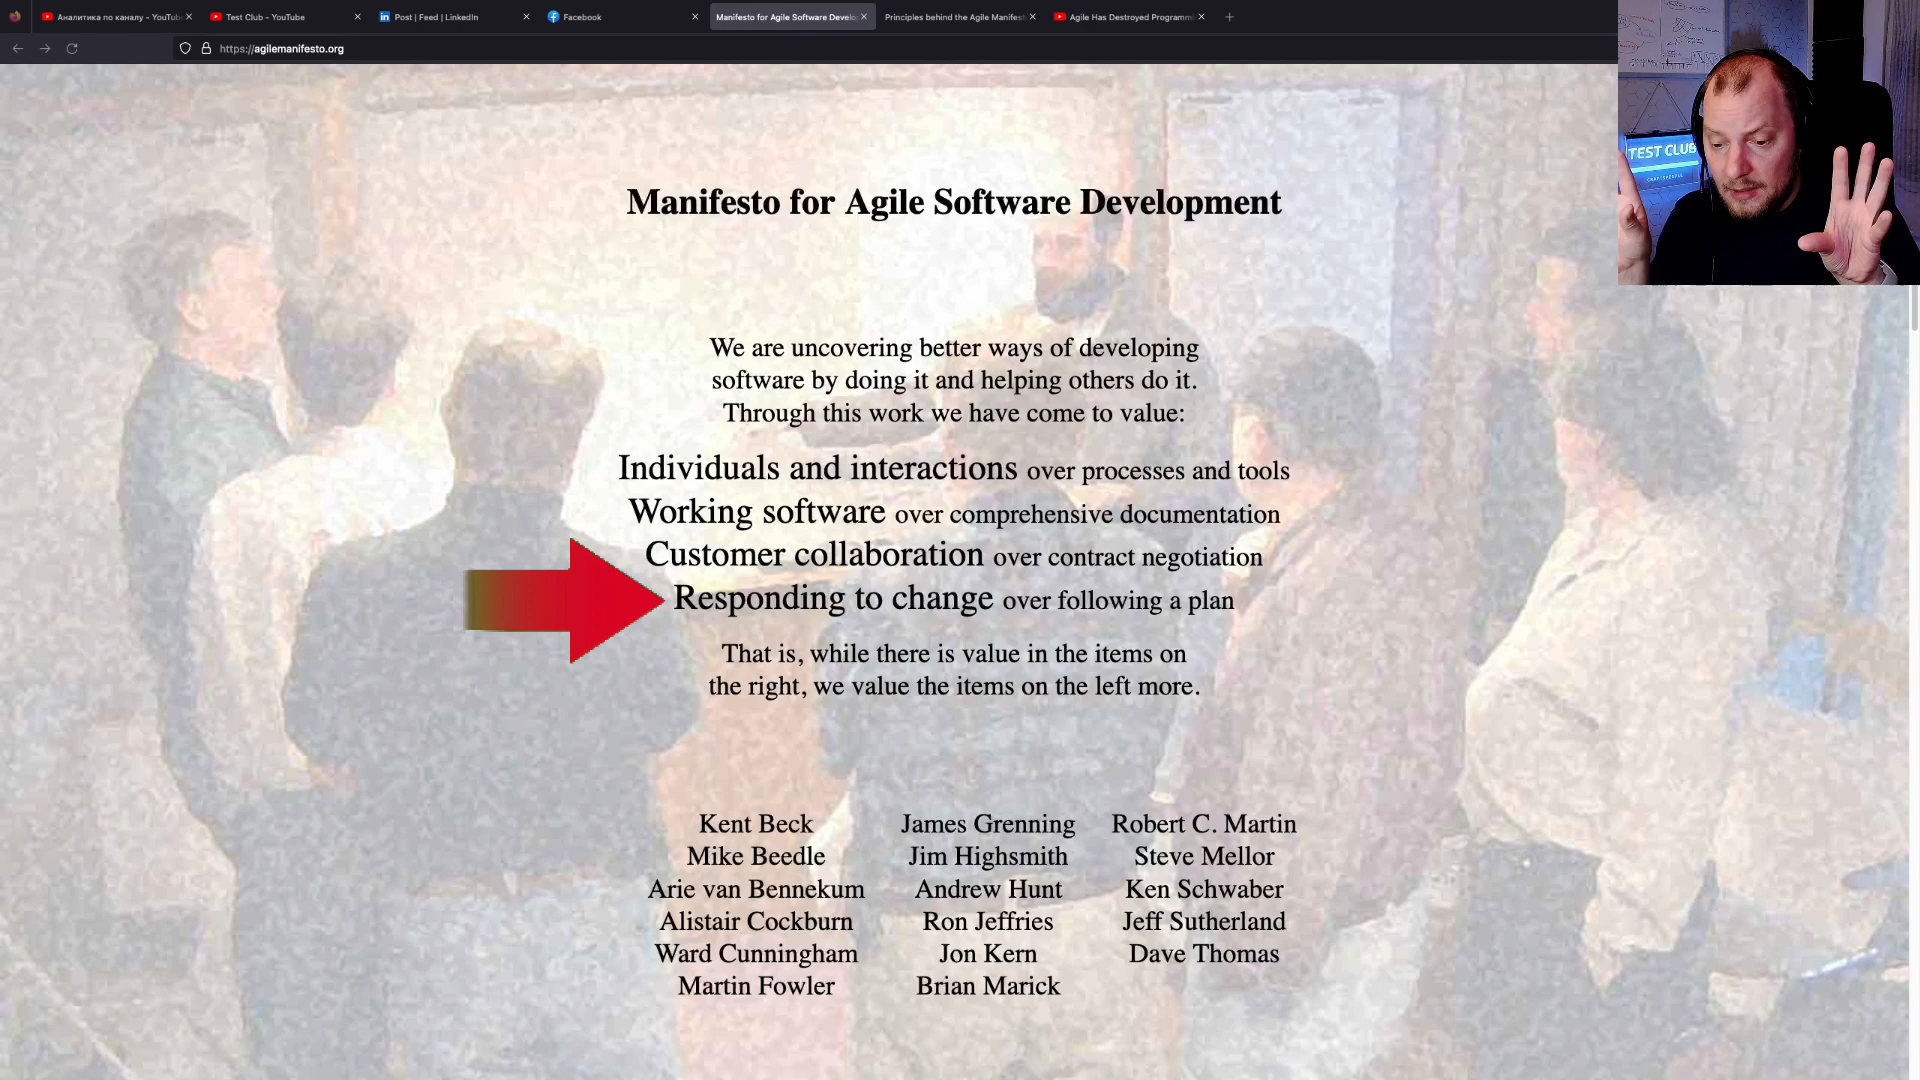 Аналитика по каналу - YouTub
Test Club - YouTube
Post | Feed | LinkedIn
Facebook
Manifesto for Agile Software Develo
Principles behind the Agile Manifest
Agile Has Destroyed Programm
https://agilemanifesto.org
TEST CLUB
Manifesto for Agile Software Development
We are uncovering better ways of developing
software by doing it and helping others do it.
Through this work we have come to value:
Individuals and interactions over processes and tools
Working software over comprehensive documentation
Customer collaboration over contract negotiation
Responding to change over following a plan
That is, while there is value in the items on
the right, we value the items on the left more.
Kent Beck
Mike Beedle
Arie van Bennekum
Alistair Cockburn
Ward Cunningham
Martin Fowler
James Grenning
Jim Highsmith
Andrew Hunt
Ron Jeffries
Jon Kern
Brian Marick
Robert C. Martin
Steve Mellor
Ken Schwaber
Jeff Sutherland
Dave Thomas